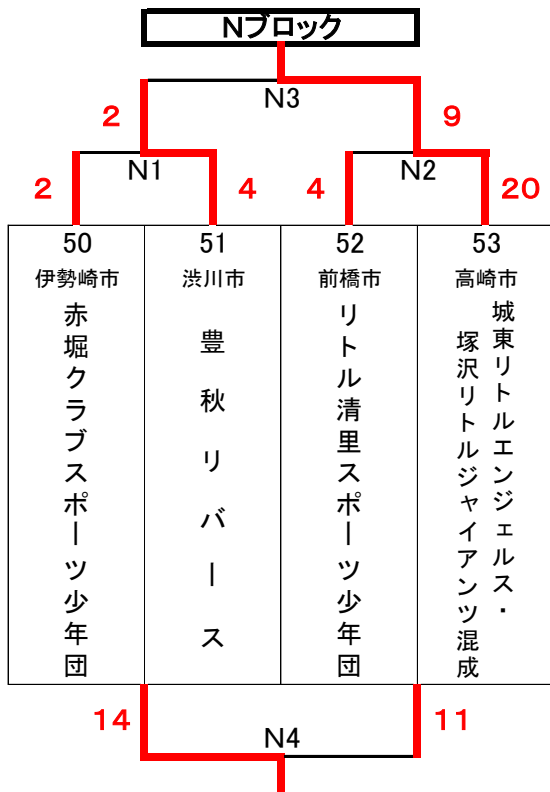 Nブロック
N3
2
9
N1
N2
2
4
4
20
50
51
52
53
伊勢崎市
渋川市
前橋市
高崎市
赤堀クラブスポーツ少年団
豊秋リバース
リトル清里スポーツ少年団
城東リトルエンジェルス・
塚沢リトルジャイアンツ混成
14
11
N4